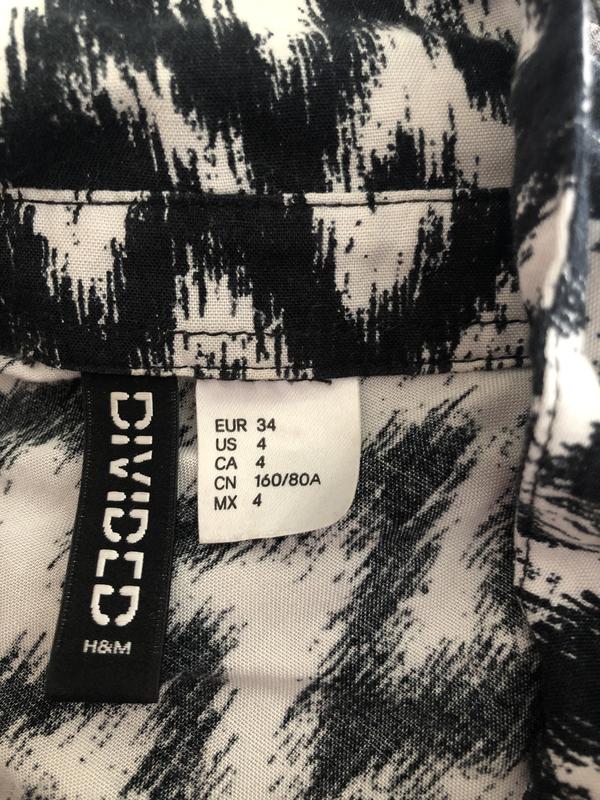 DIVIDED
H&M
EUR 34
US 4
CA 4
CN 160/80A
MX 4